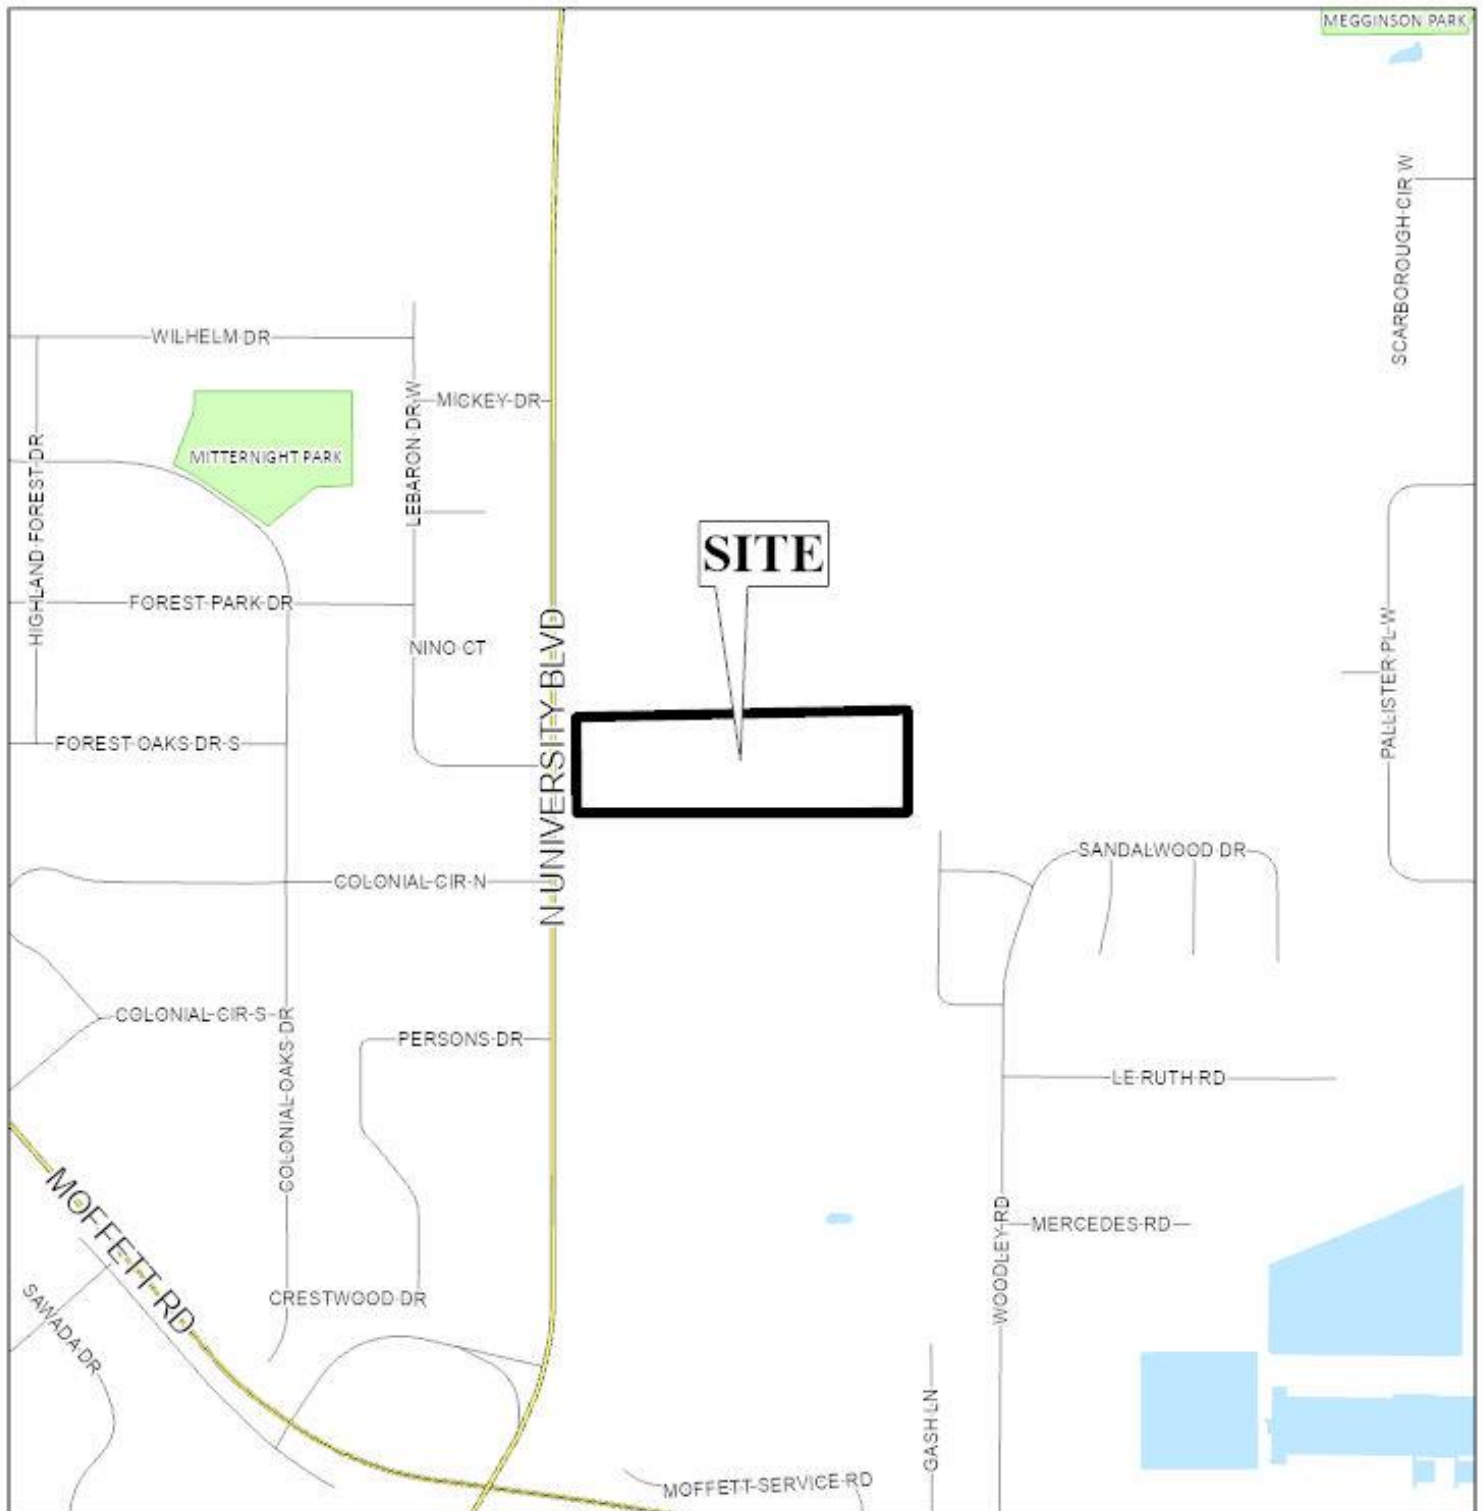 MEGGINSON PARK
SCARBOROUGH CIR W
WILHELM DR
LEBARON DR W
MICKEY DR
MITTERNIGHT PARK
HIGHLAND FOREST DR
SITE
FOREST PARK DR
NINO CT
N UNIVERSITY BLVD
PALLISTER PL W
FOREST OAKS DR S
SANDALWOOD DR
COLONIAL CIR N
COLONIAL CIR S
COLONIAL OAKS DR
PERSONS DR
LE RUTH RD
MOFFETT RD
WOODLEY RD
MERCEDES RD
SAWADA DR
CRESTWOOD DR
GASH LN
MOFFETT SERVICE RD